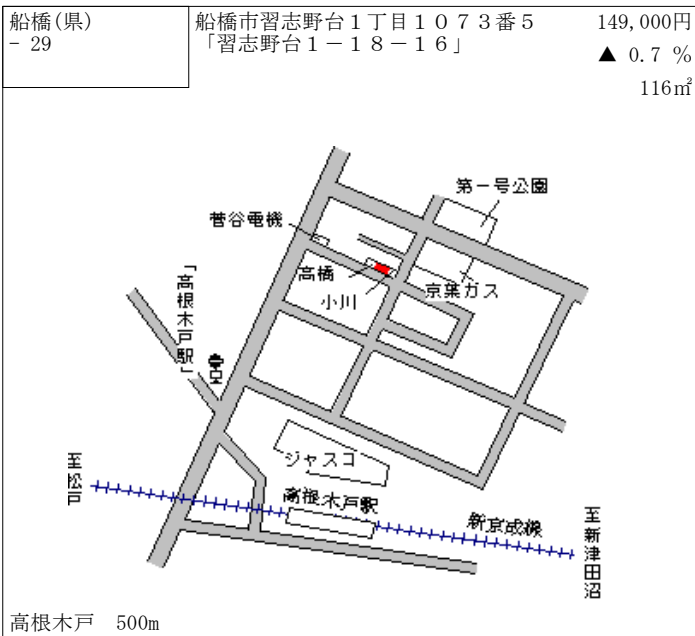 船橋(県)
- 29
船橋市習志野台１丁目１０７３番５
「習志野台１－１８－１６」
149,000円
▲ 0.7 %
116㎡
第一号公園
菅谷電機
高橋
小川
京葉ガス
「高根木戸駅」
ジャスコ
至松戸
高根木戸駅
新京成線
至新津田沼
高根木戸　500m